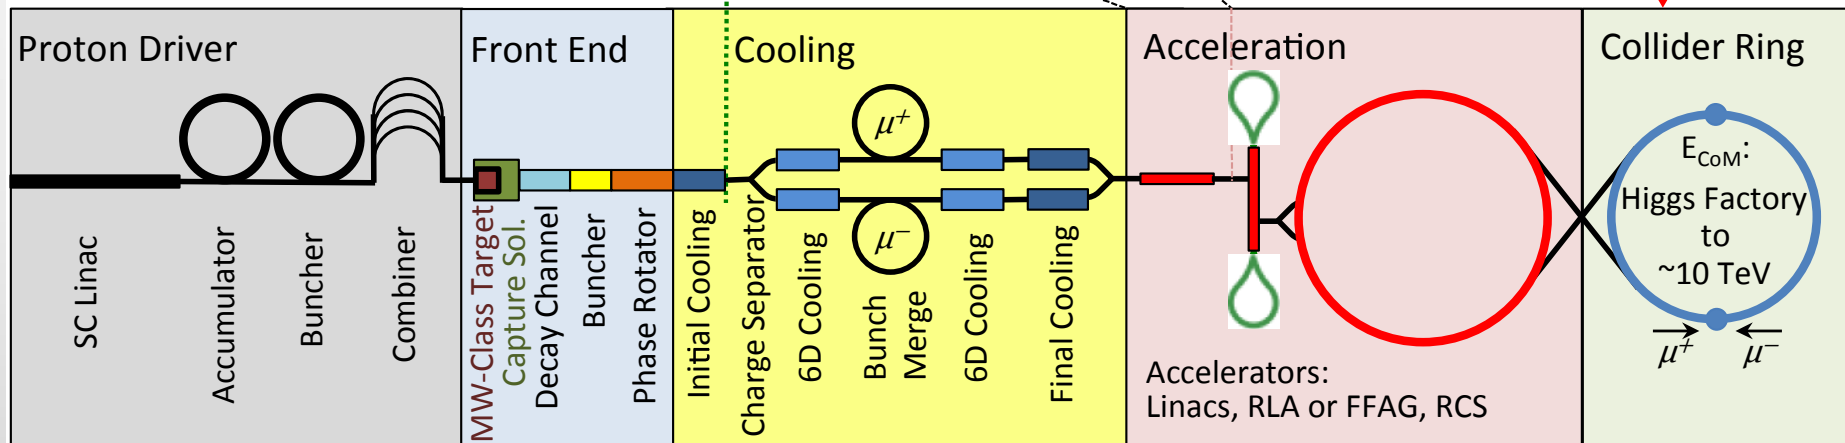 Proton Driver
SC Linac
Accumulator
Buncher
Combiner
Front End
MW-Class Target
Capture Sol.
Decay Channel
Buncher
Phase Rotator
Cooling
Initial Cooling
Charge Separator
6D Cooling
μ+
μ−
Bunch
Merge
6D Cooling
Final Cooling
Acceleration
Accelerators:
Linacs, RLA or FFAG, RCS
Collider Ring
ECoM:
Higgs Factory
to
~10 TeV
μ+ μ−